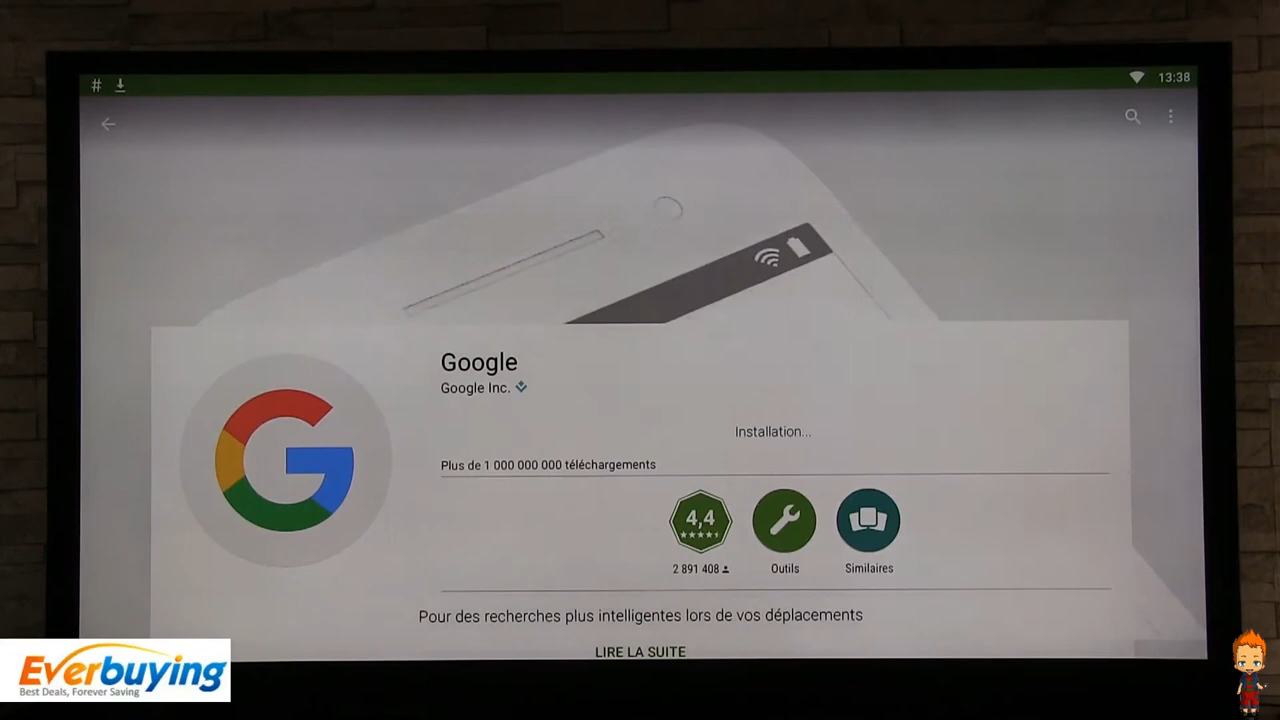 # 13:38
Google
Google Inc.
Installation...
Plus de 1 000 000 000 téléchargements
4,4
2 891 408
Outils
Similaires
Pour des recherches plus intelligentes lors de vos déplacements
LIRE LA SUITE
Everbuying
Best Deals, Forever Saving